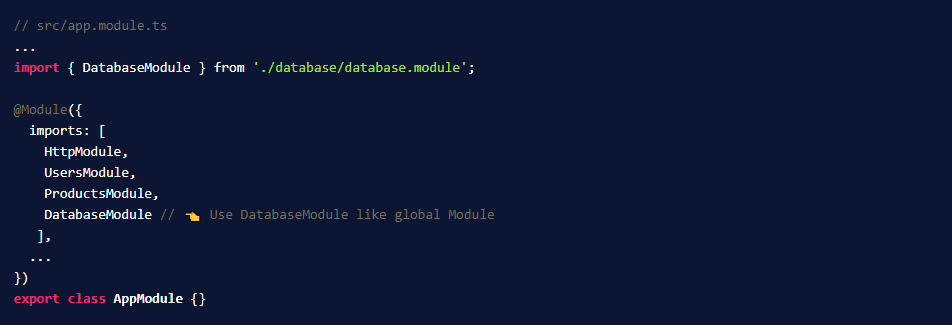 // src/app.module.ts
...
import { DatabaseModule } from './database/database.module';
@Module({
  imports: [
    HttpModule,
    UsersModule,
    ProductsModule,
    DatabaseModule // 👈 Use DatabaseModule like global Module
   ],
  ...
})
export class AppModule {}